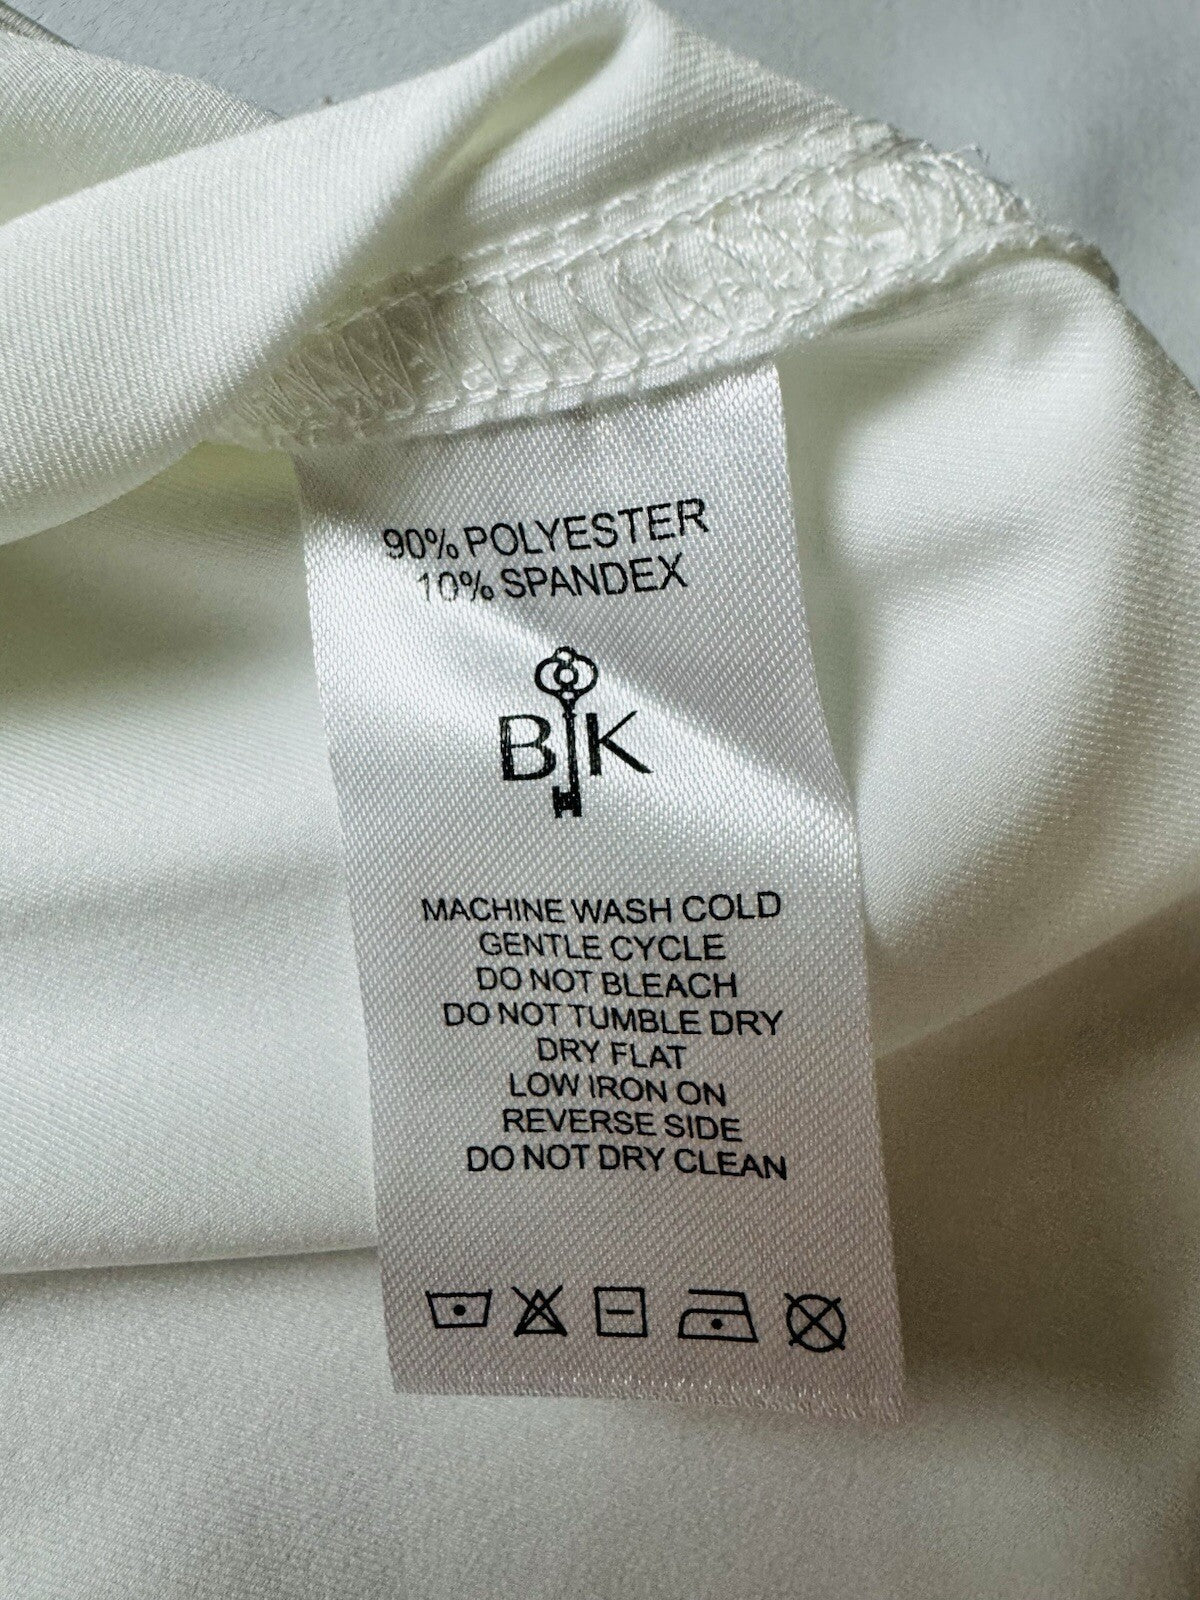 90% POLYESTER
10% SPANDEX
BK
MACHINE WASH COLD
GENTLE CYCLE
DO NOT BLEACH
DO NOT TUMBLE DRY
DRY FLAT
LOW IRON ON
REVERSE SIDE
DO NOT DRY CLEAN